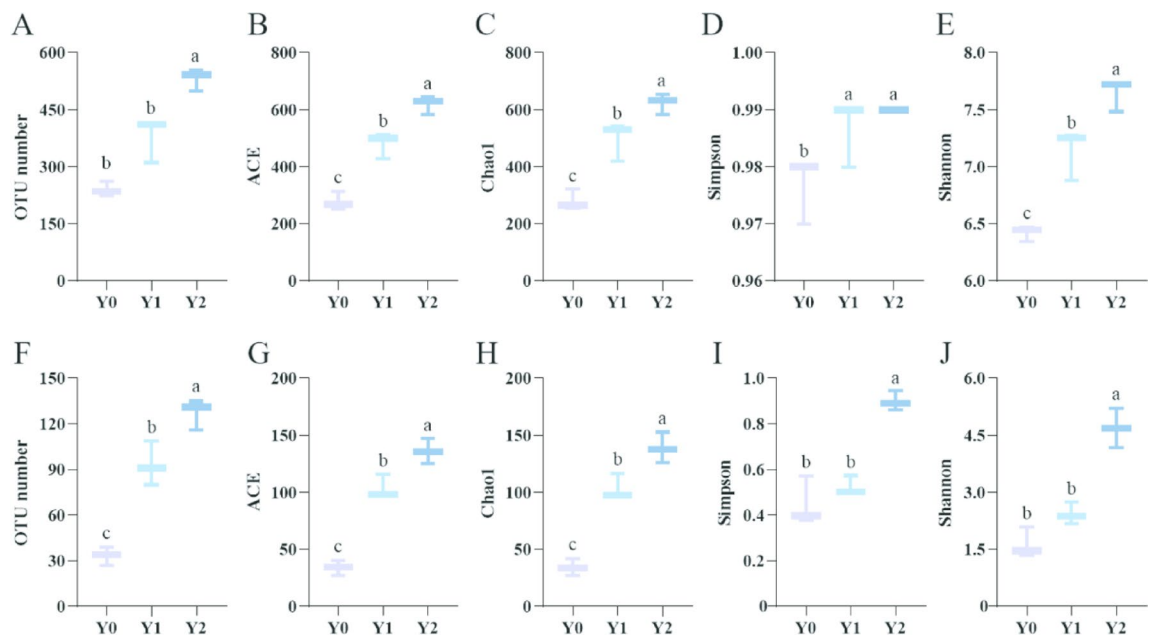 A
OTU number
600
450
300
150
0
b
b
a
Y0
Y1
Y2
B
ACE
800
600
400
200
0
c
b
a
Y0
Y1
Y2
C
Chao1
800
600
400
200
0
c
b
a
Y0
Y1
Y2
D
Simpson
1.00
0.99
0.98
0.97
0.96
b
a
a
Y0
Y1
Y2
E
Shannon
8.0
7.5
7.0
6.5
6.0
c
b
a
Y0
Y1
Y2
F
OTU number
150
120
90
60
30
0
c
b
a
Y0
Y1
Y2
G
ACE
200
150
100
50
0
c
b
a
Y0
Y1
Y2
H
Chao1
200
150
100
50
0
c
b
a
Y0
Y1
Y2
I
Simpson
1.0
0.8
0.6
0.4
0.2
0
b
b
a
Y0
Y1
Y2
J
Shannon
6.0
4.5
3.0
1.5
0
b
b
a
Y0
Y1
Y2